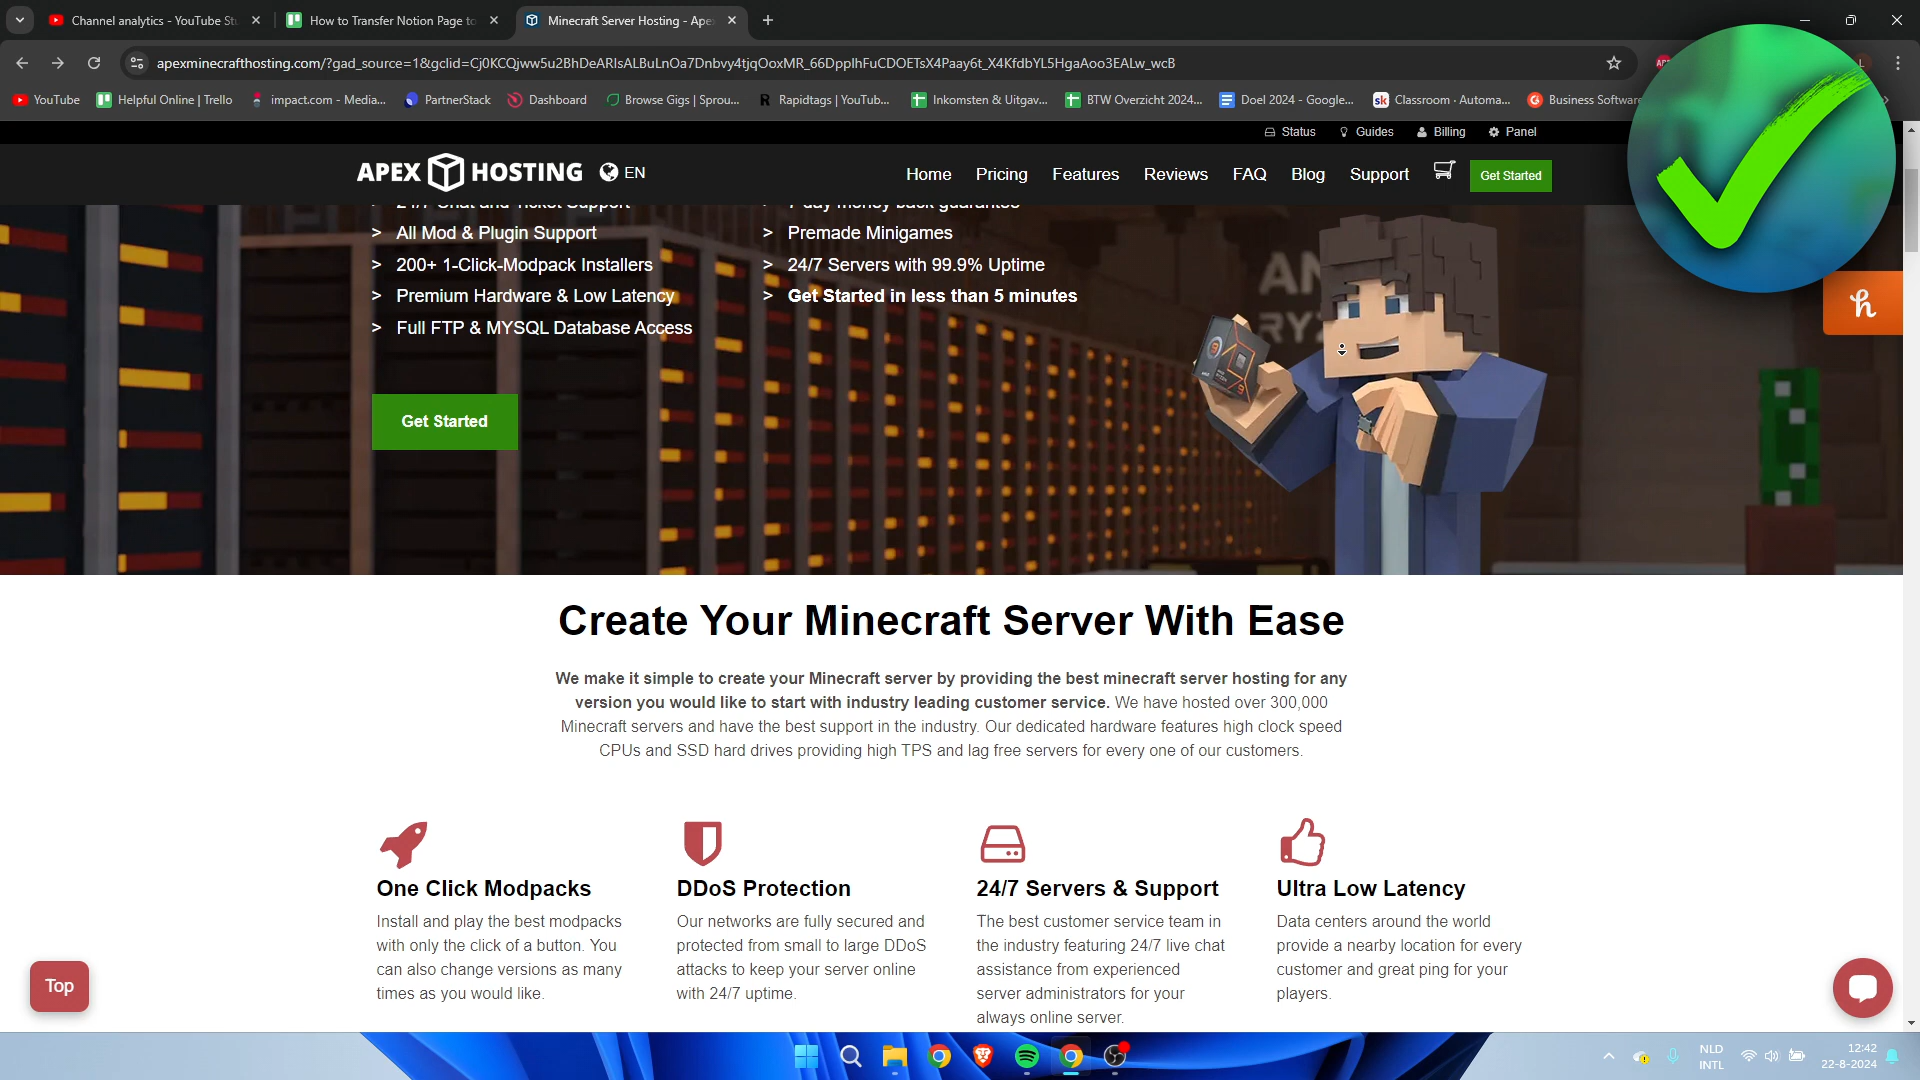 Channel analytics - YouTube Stu
How to Transfer Notion Page to
Minecraft Server Hosting - Apex
apexminecrafthosting.com/?gad_source=1&gclid=Cj0KCQjww5u2BhDeARIsALBuLnOa7Dnbvy4tjqOoxMR_66DpplhFuCDOETsX4Paay6t_X4KfdbYL5HgaAoo3EALw_wcB
YouTube
Helpful Online | Trello
impact.com - Media...
PartnerStack
Dashboard
Browse Gigs | Sprou...
Rapidtags | YouTub...
Inkomsten & Uitgav...
BTW Overzicht 2024...
Doel 2024 - Google...
Classroom · Automa...
Business Software
Status
Guides
Billing
Panel
APEX HOSTING
EN
Home
Pricing
Features
Reviews
FAQ
Blog
Support
Get Started
> 24/7 Chat and Ticket Support
> All Mod & Plugin Support
> 200+ 1-Click-Modpack Installers
> Premium Hardware & Low Latency
> Full FTP & MYSQL Database Access
> 7 day money back guarantee
> Premade Minigames
> 24/7 Servers with 99.9% Uptime
> Get Started in less than 5 minutes
Get Started
Create Your Minecraft Server With Ease
We make it simple to create your Minecraft server by providing the best minecraft server hosting for any
version you would like to start with industry leading customer service. We have hosted over 300,000
Minecraft servers and have the best support in the industry. Our dedicated hardware features high clock speed
CPUs and SSD hard drives providing high TPS and lag free servers for every one of our customers.
One Click Modpacks
Install and play the best modpacks
with only the click of a button. You
can also change versions as many
times as you would like.
DDoS Protection
Our networks are fully secured and
protected from small to large DDoS
attacks to keep your server online
with 24/7 uptime.
24/7 Servers & Support
The best customer service team in
the industry featuring 24/7 live chat
assistance from experienced
server administrators for your
always online server.
Ultra Low Latency
Data centers around the world
provide a nearby location for every
customer and great ping for your
players.
Top
NLD
INTL
12:42
22-8-2024